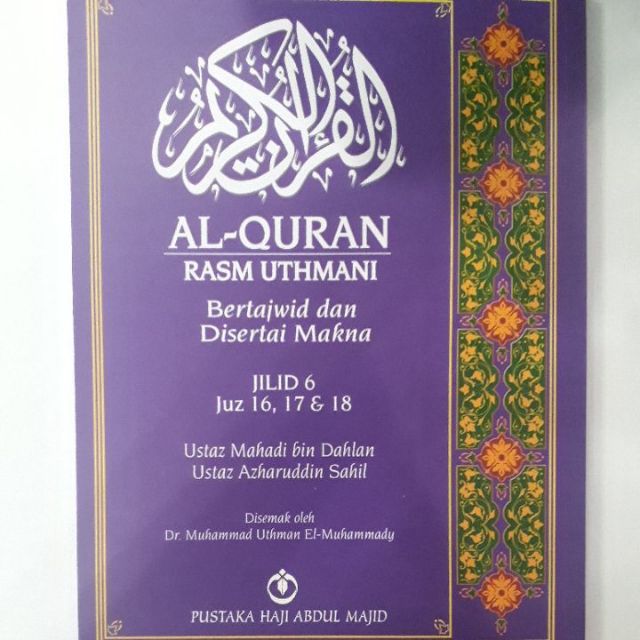 القرآن الكريم
AL-QURAN
RASM UTHMANI
Bertajwid dan
Disertai Makna
JILID 6
Juz 16, 17 & 18
Ustaz Mahadi bin Dahlan
Ustaz Azharuddin Sahil
Disemak oleh
Dr. Muhammad Uthman El-Muhammady
PUSTAKA HAJI ABDUL MAJID